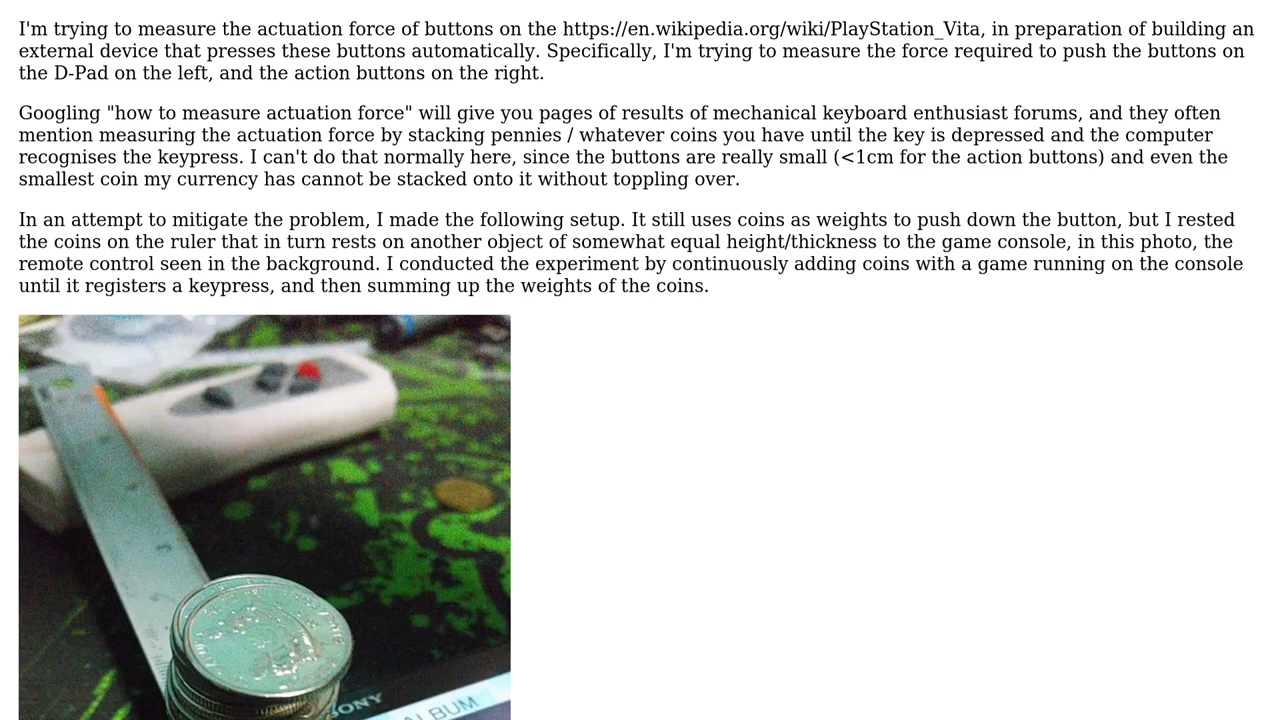 I'm trying to measure the actuation force of buttons on the https://en.wikipedia.org/wiki/PlayStation_Vita, in preparation of building an
external device that presses these buttons automatically. Specifically, I'm trying to measure the force required to push the buttons on
the D-Pad on the left, and the action buttons on the right.
Googling "how to measure actuation force" will give you pages of results of mechanical keyboard enthusiast forums, and they often
mention measuring the actuation force by stacking pennies / whatever coins you have until the key is depressed and the computer
recognises the keypress. I can't do that normally here, since the buttons are really small (<1cm for the action buttons) and even the
smallest coin my currency has cannot be stacked onto it without toppling over.
In an attempt to mitigate the problem, I made the following setup. It still uses coins as weights to push down the button, but I rested
the coins on the ruler that in turn rests on another object of somewhat equal height/thickness to the game console, in this photo, the
remote control seen in the background. I conducted the experiment by continuously adding coins with a game running on the console
until it registers a keypress, and then summing up the weights of the coins.
SONY
ALBUM